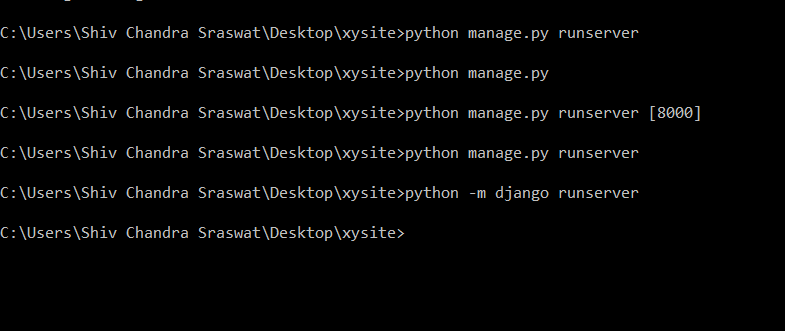 C:\Users\Shiv Chandra Sraswat\Desktop\xysite>python manage.py runserver
C:\Users\Shiv Chandra Sraswat\Desktop\xysite>python manage.py
C:\Users\Shiv Chandra Sraswat\Desktop\xysite>python manage.py runserver [8000]
C:\Users\Shiv Chandra Sraswat\Desktop\xysite>python manage.py runserver
C:\Users\Shiv Chandra Sraswat\Desktop\xysite>python -m django runserver
C:\Users\Shiv Chandra Sraswat\Desktop\xysite>